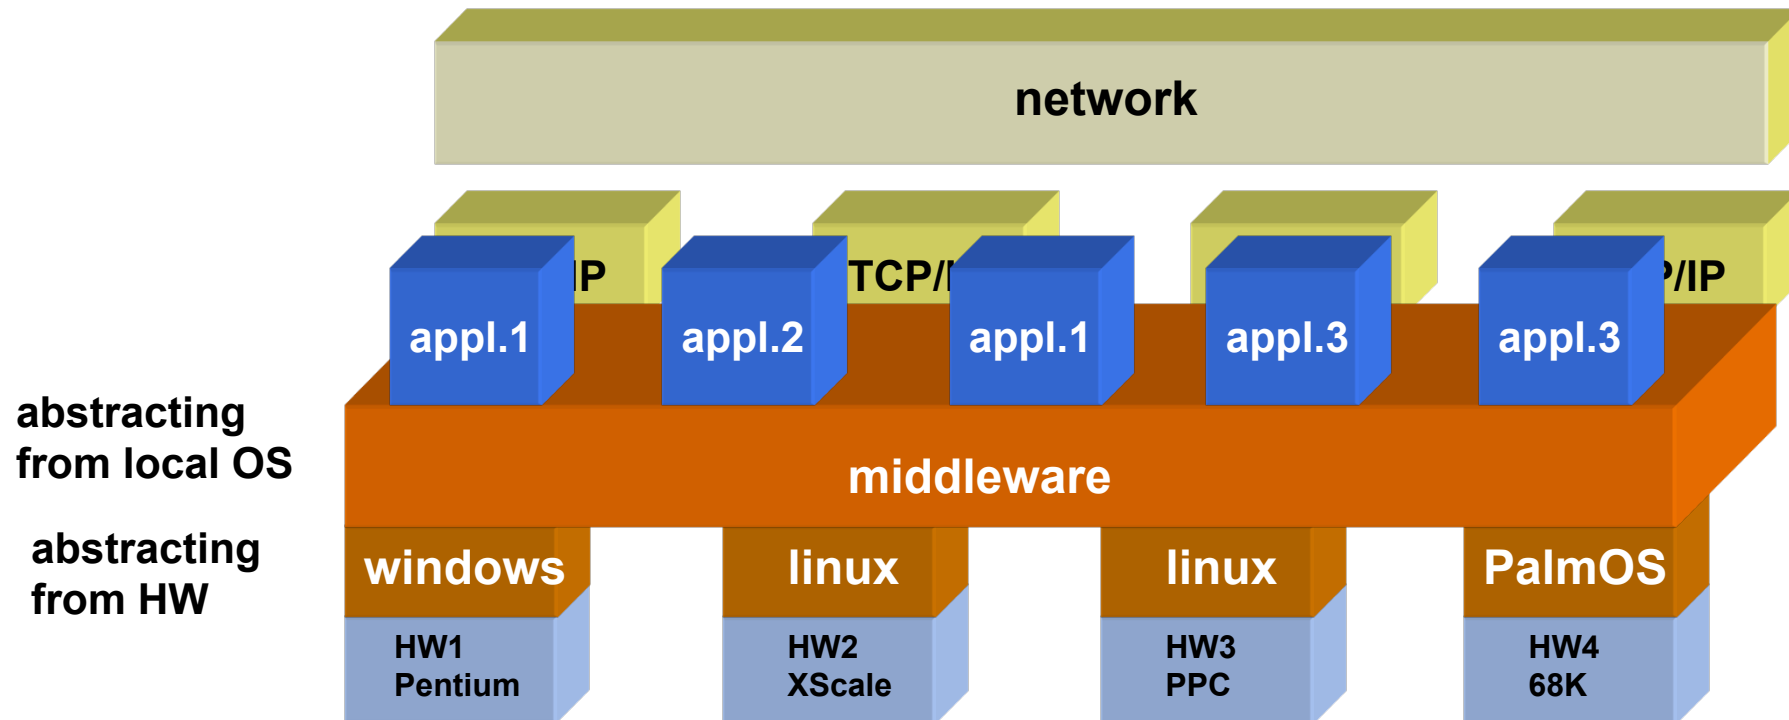 network
IP
TCP/
P/IP
appl.1
appl.2
appl.1
appl.3
appl.3
abstracting
from local OS
middleware
abstracting
from HW
windows
linux
linux
PalmOS
HW1
Pentium
HW2
XScale
HW3
PPC
HW4
68K